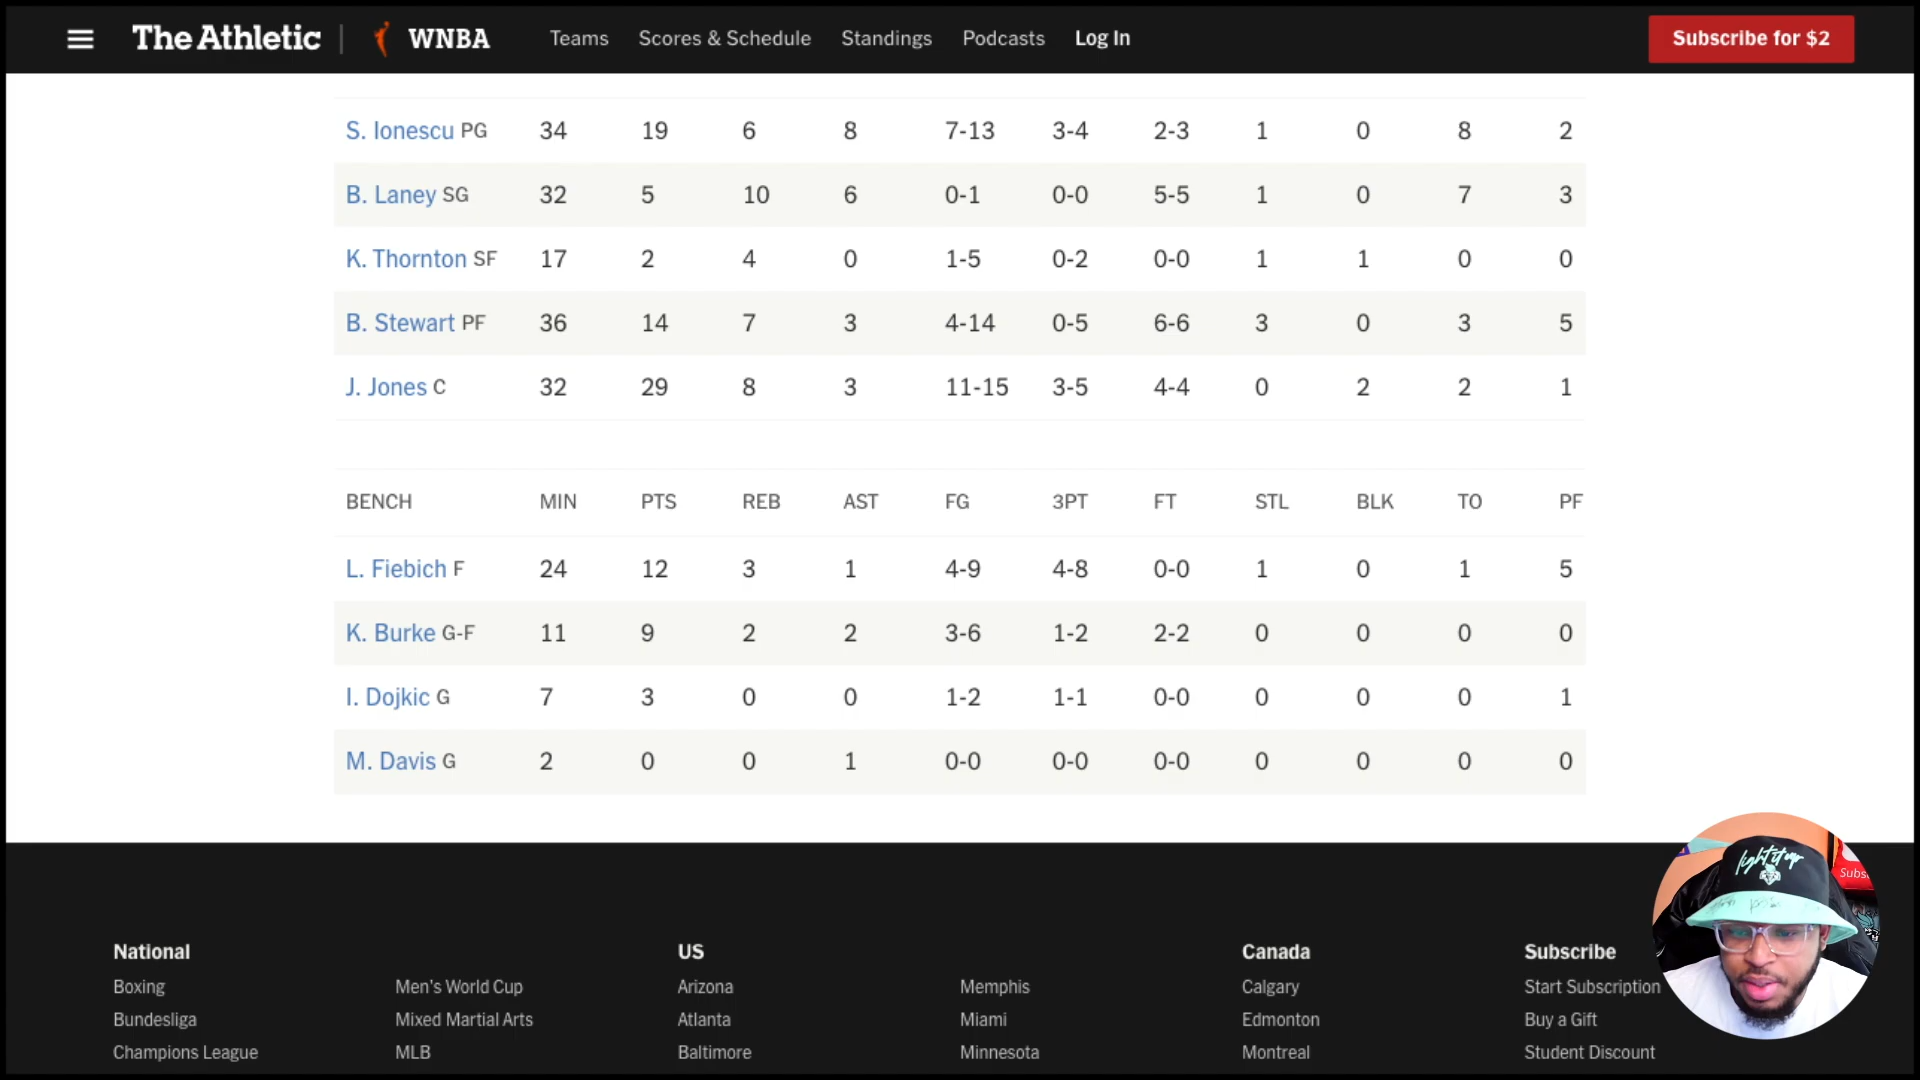 The Athletic | WNBA Teams Scores & Schedule Standings Podcasts Log In Subscribe for $2
S. Ionescu PG 34 19 6 8 7-13 3-4 2-3 1 0 8 2
B. Laney SG 32 5 10 6 0-1 0-0 5-5 1 0 7 3
K. Thornton SF 17 2 4 0 1-5 0-2 0-0 1 1 0 0
B. Stewart PF 36 14 7 3 4-14 0-5 6-6 3 0 3 5
J. Jones C 32 29 8 3 11-15 3-5 4-4 0 2 2 1
BENCH MIN PTS REB AST FG 3PT FT STL BLK TO PF
L. Fiebich F 24 12 3 1 4-9 4-8 0-0 1 0 1 5
K. Burke G-F 11 9 2 2 3-6 1-2 2-2 0 0 0 0
I. Dojkic G 7 3 0 0 1-2 1-1 0-0 0 0 0 1
M. Davis G 2 0 0 1 0-0 0-0 0-0 0 0 0 0
light it up
Subs
National US Canada Subscribe
Boxing Men's World Cup Arizona Memphis Calgary Start Subscription
Bundesliga Mixed Martial Arts Atlanta Miami Edmonton Buy a Gift
Champions League MLB Baltimore Minnesota Montreal Student Discount